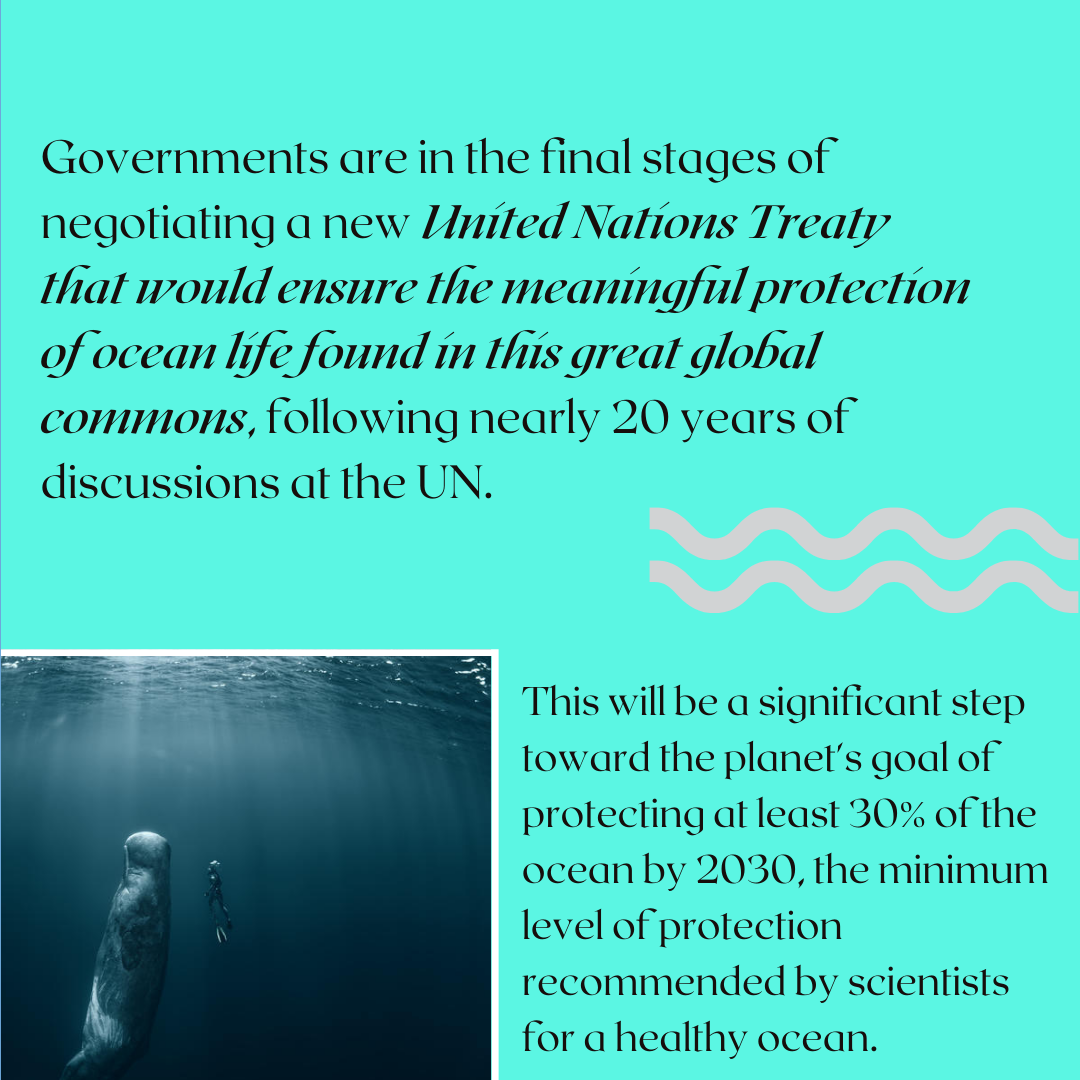 Governments are in the final stages of
negotiating a new United Nations Treaty
that would ensure the meaningful protection
of ocean life found in this great global
commons, following nearly 20 years of
discussions at the UN.
This will be a significant step
toward the planet's goal of
protecting at least 30% of the
ocean by 2030, the minimum
level of protection
recommended by scientists
for a healthy ocean.